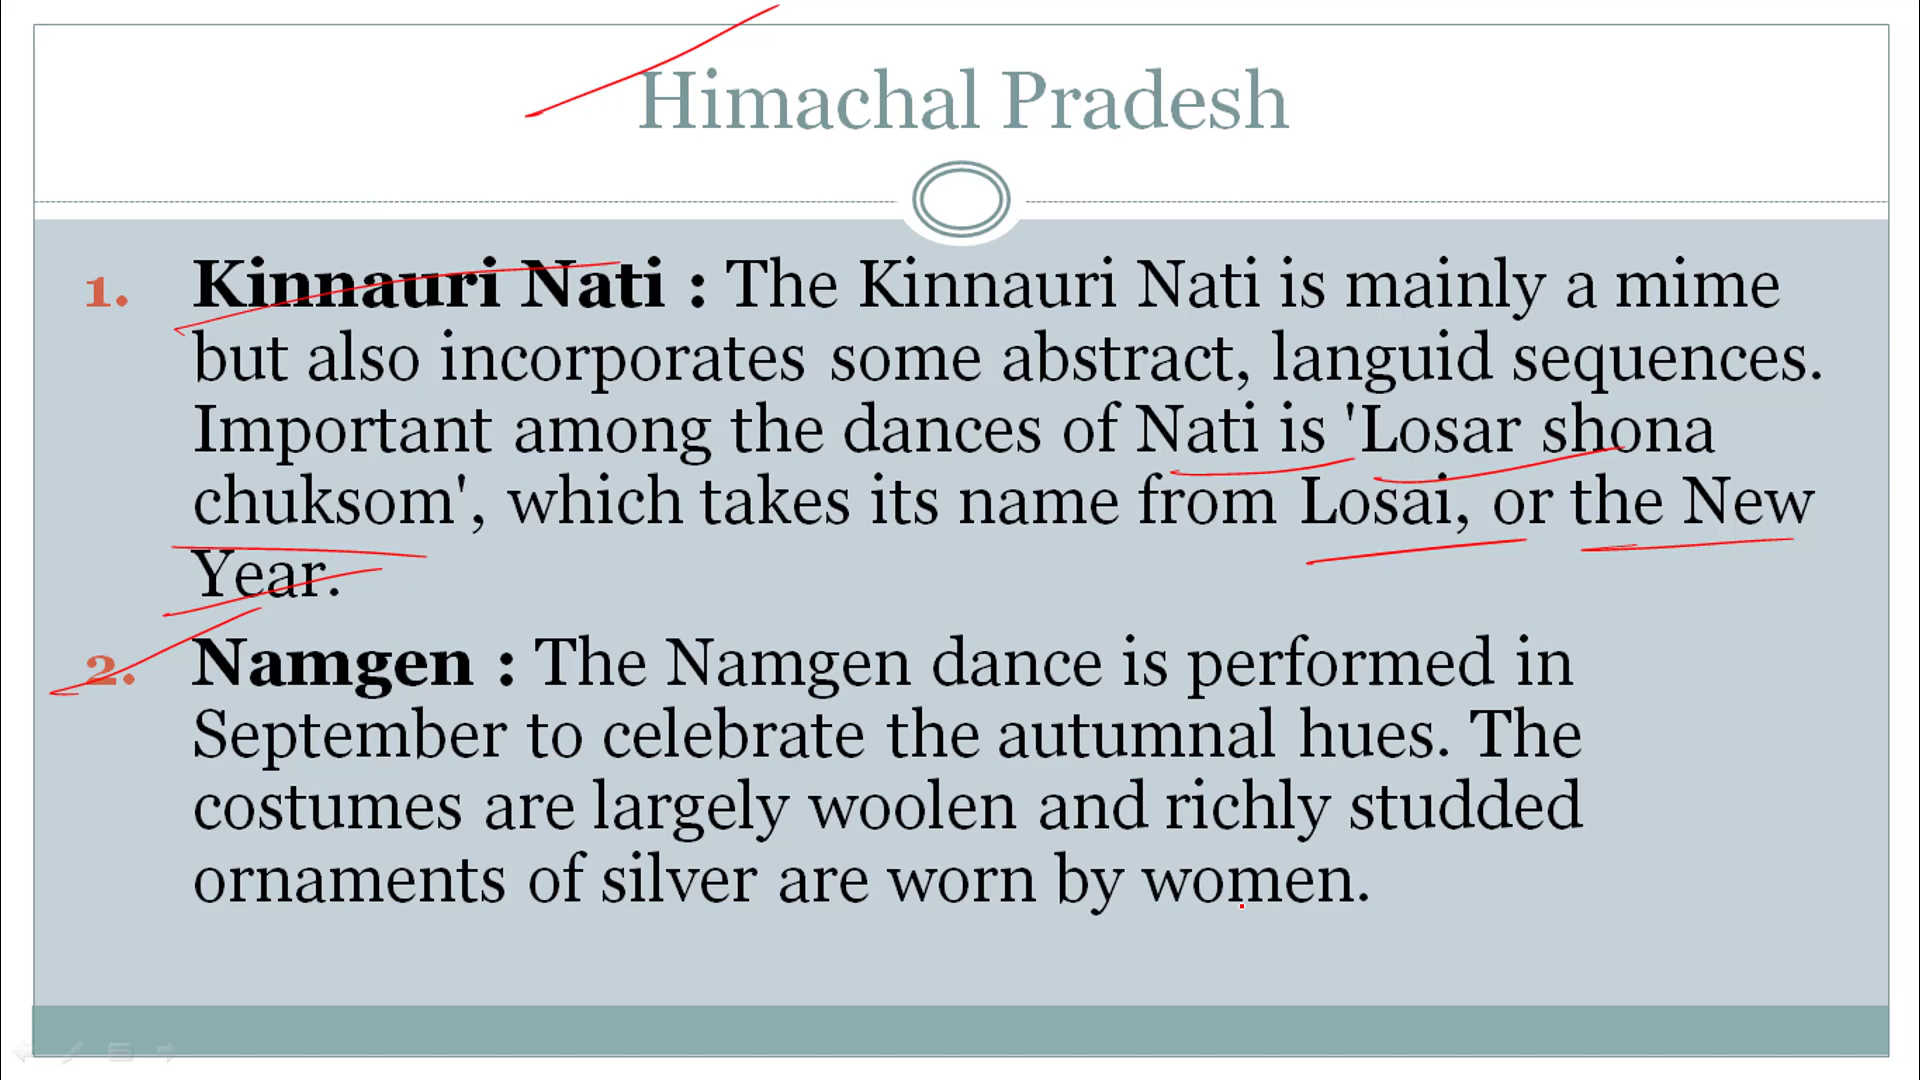 Himachal Pradesh
1. Kinnauri Nati : The Kinnauri Nati is mainly a mime
but also incorporates some abstract, languid sequences.
Important among the dances of Nati is 'Losar shona
chuksom', which takes its name from Losai, or the New
Year.
2. Namgen : The Namgen dance is performed in
September to celebrate the autumnal hues. The
costumes are largely woolen and richly studded
ornaments of silver are worn by women.